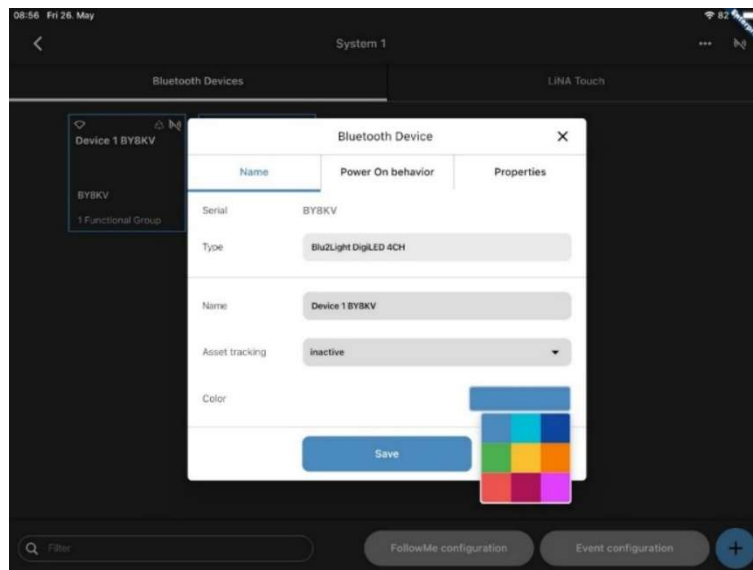 08:56 Fri 26. May
82
System 1
Bluetooth Devices
LiNA Touch
Device 1 BY8KV
BY8KV
1 Functional Group
Bluetooth Device
Name
Power On behavior
Properties
Serial
BY8KV
Type
Blu2Light DigiLED 4CH
Name
Device 1 BY8KV
Asset tracking
inactive
Color
Save
Filter
FollowMe configuration
Event configuration